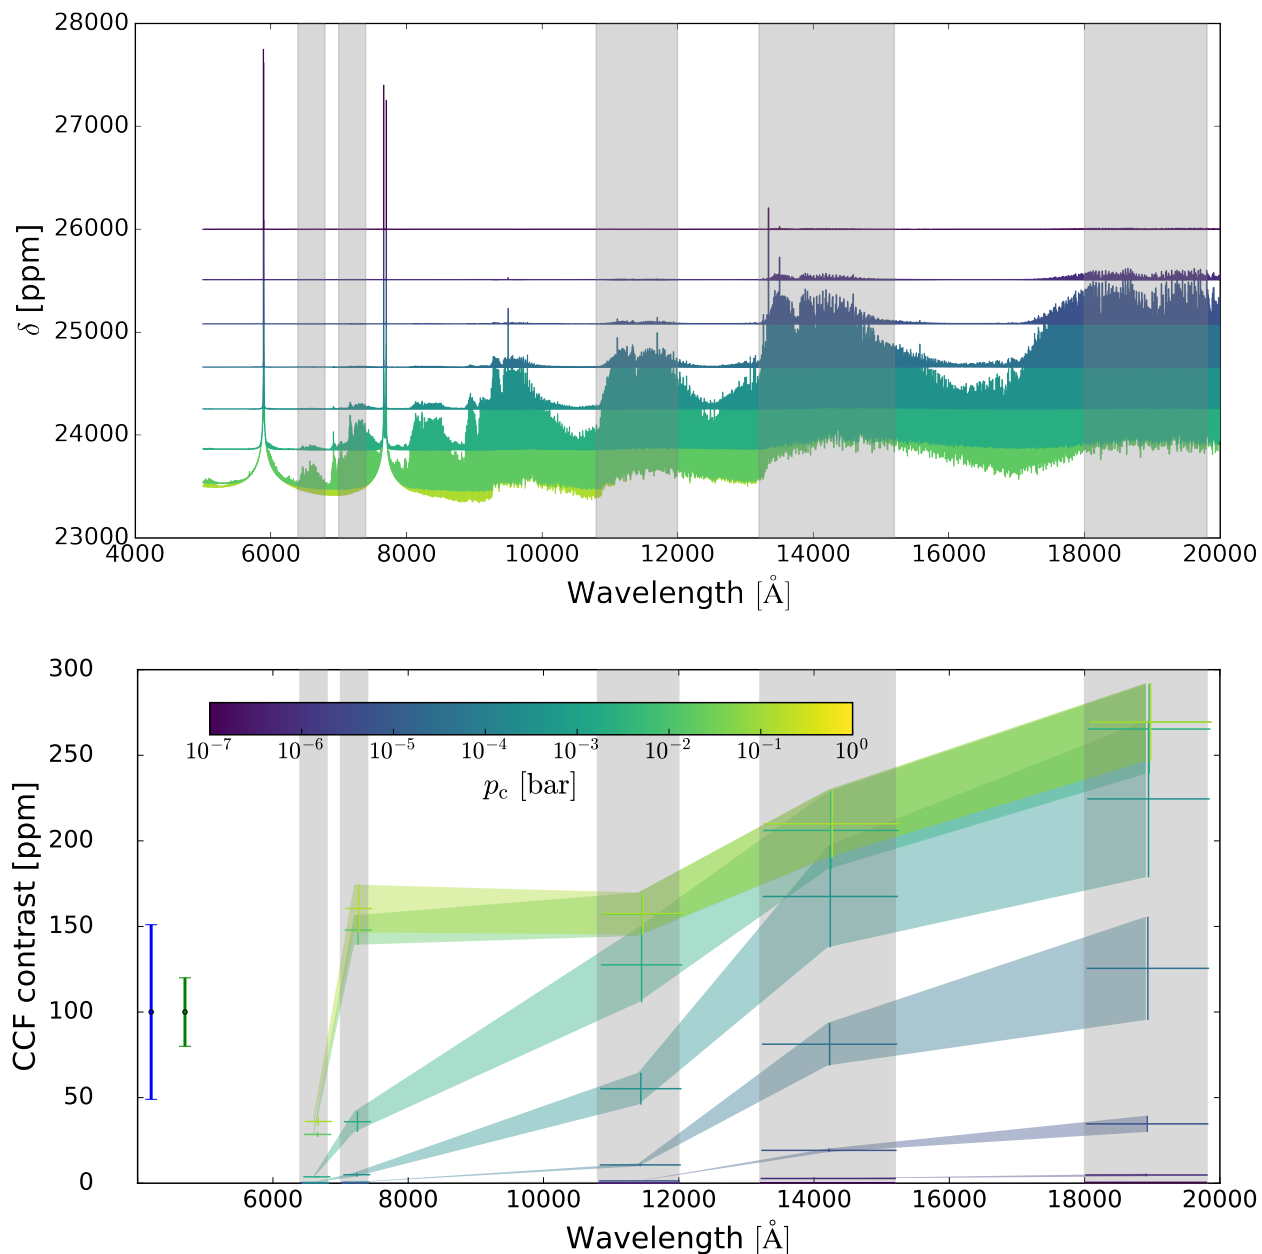 28000
27000
26000
25000
24000
23000
δ [ppm]
4000 6000 8000 10000 12000 14000 16000 18000 20000
Wavelength [Å]
300
250
200
150
100
50
0
CCF contrast [ppm]
10⁻⁷ 10⁻⁶ 10⁻⁵ 10⁻⁴ 10⁻³ 10⁻² 10⁻¹ 10⁰
p_c [bar]
6000 8000 10000 12000 14000 16000 18000 20000
Wavelength [Å]